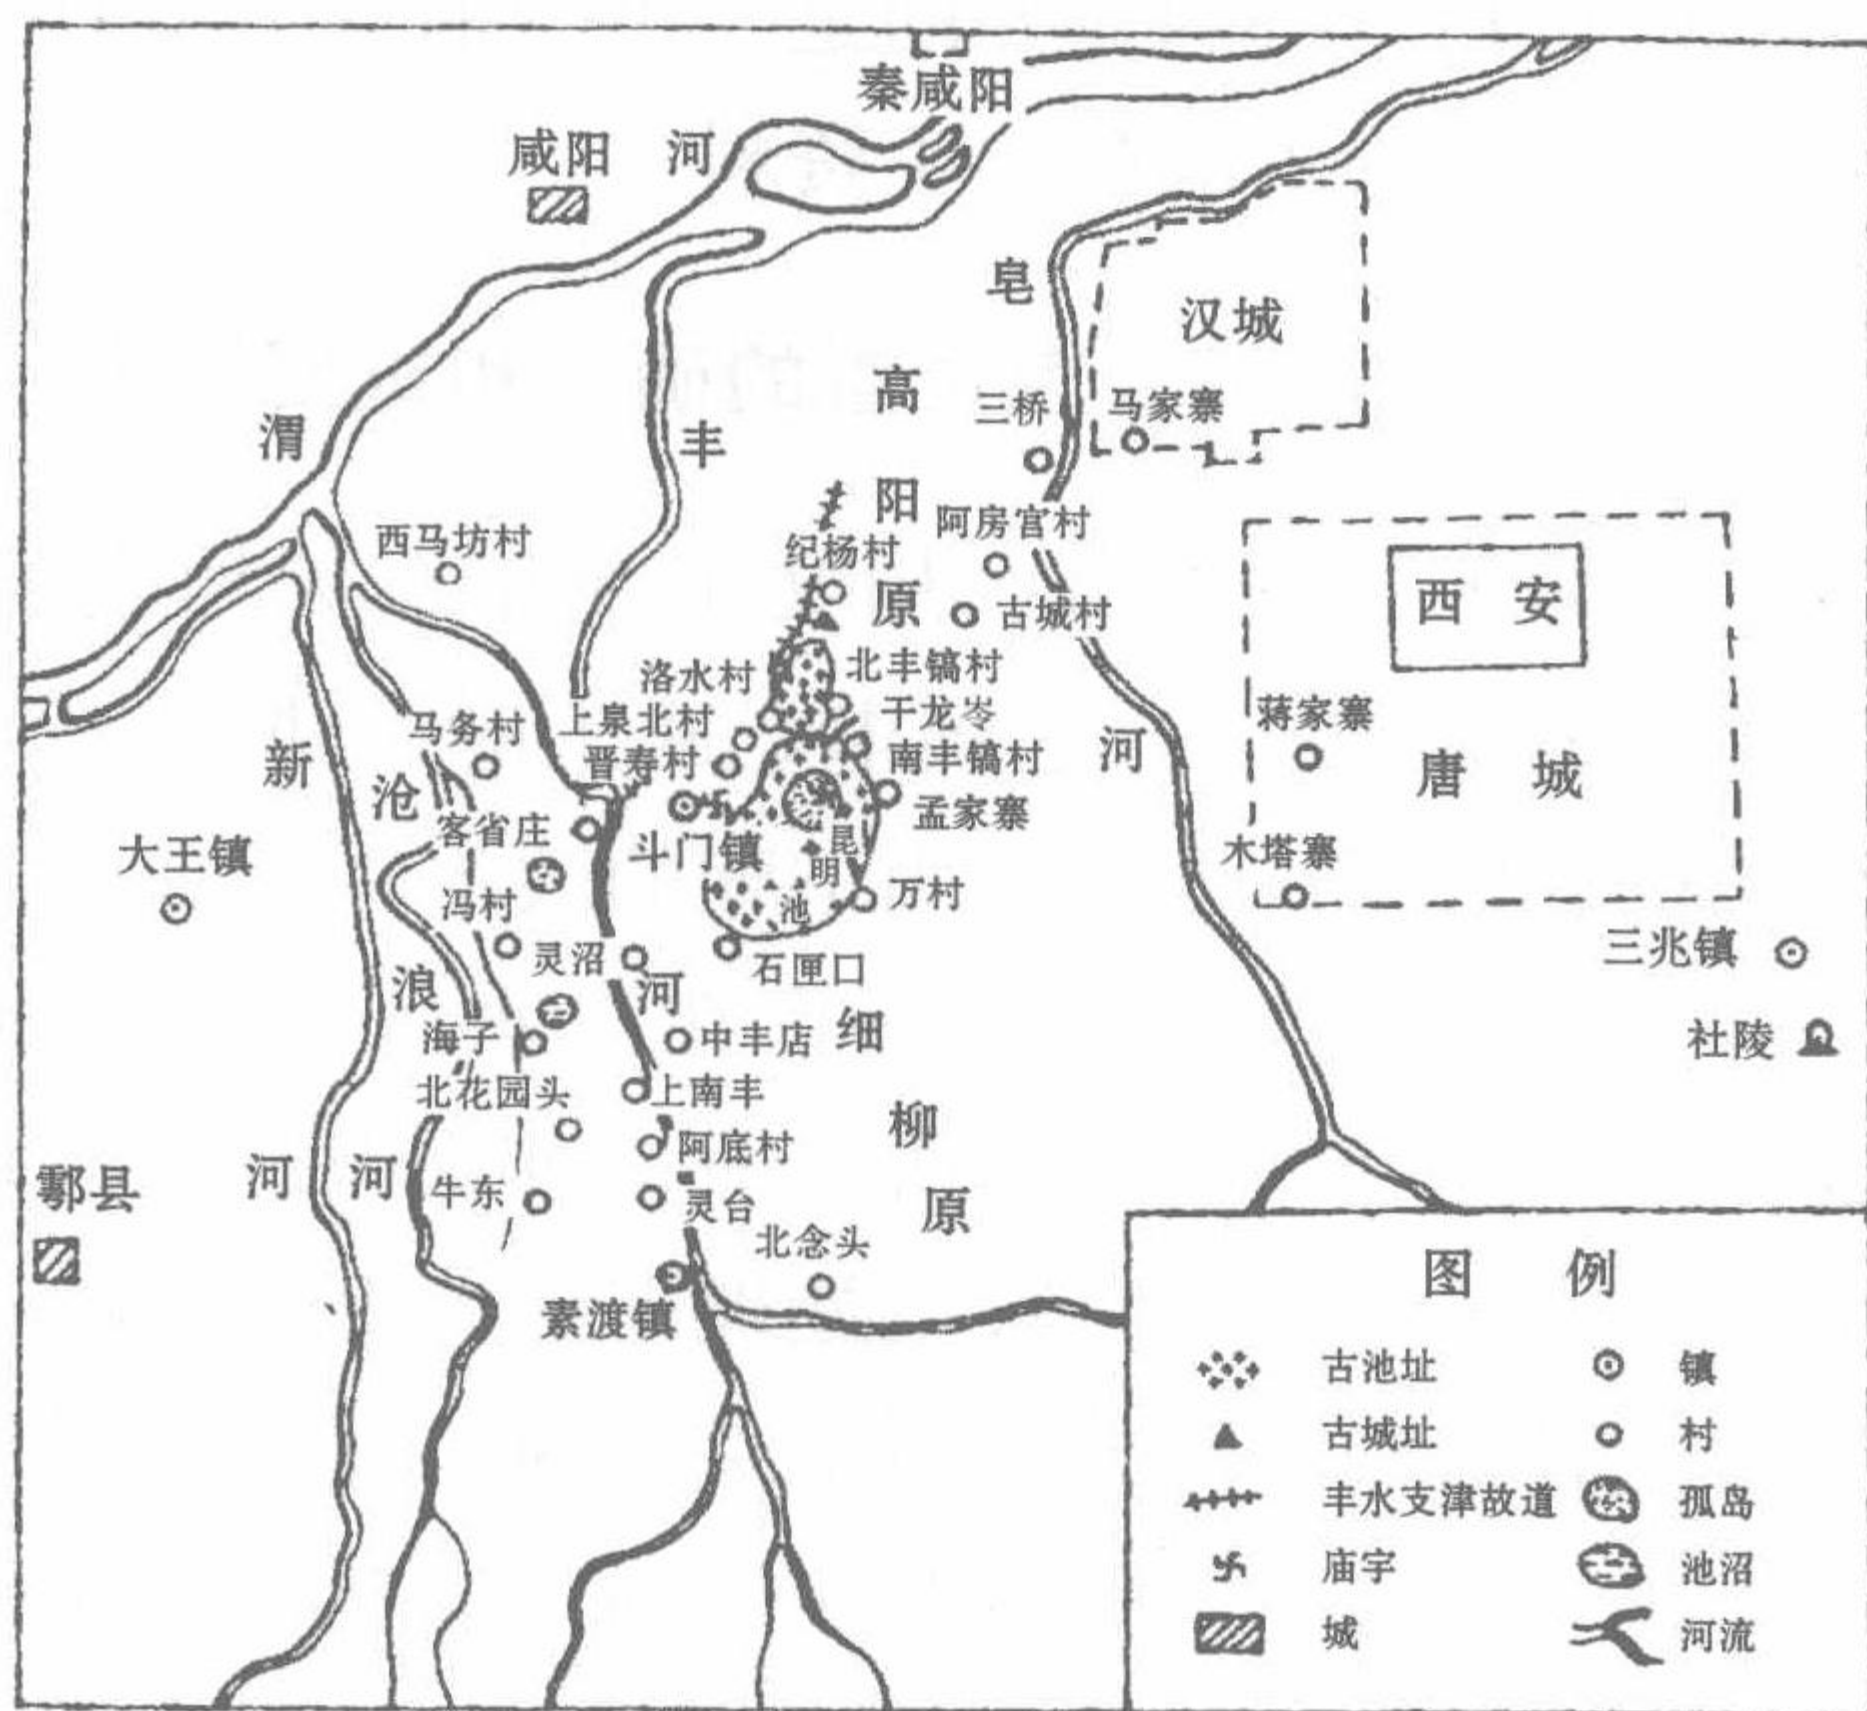 秦咸阳
咸阳
河
皂
汉城
高
三桥
马家寨
渭
丰
阳
阿房宫村
西马坊村
纪杨村
原
古城村
西 安
洛水村
北丰镐村
上泉北村
干龙岺
蒋家寨
马务村
晋寿村
南丰镐村
河
新
沧
唐 城
客省庄
斗门镇
昆
明
池
孟家寨
大王镇
木塔寨
冯村
万村
灵沼
石匣口
三兆镇
浪
河
细
海子
中丰店
社陵
北花园头
上南丰
柳
鄠县
河
河
阿底村
牛东
灵台
原
北念头
素渡镇
图 例
古池址
镇
古城址
村
丰水支津故道
孤岛
庙宇
池沼
城
河流